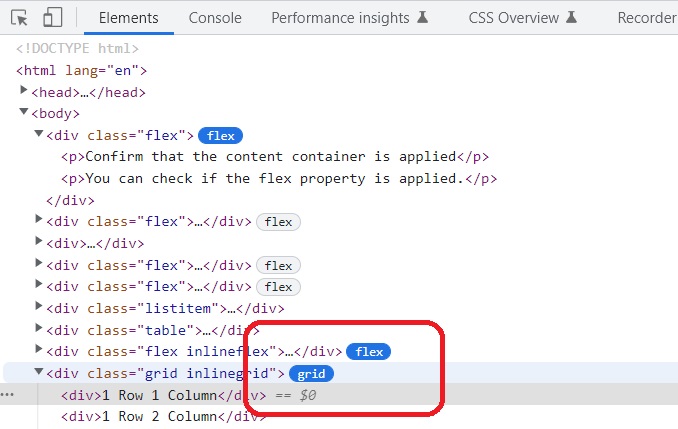 Elements Console Performance insights CSS Overview Recorder
<!DOCTYPE html>
<html lang="en">
<head>…</head>
<body>
<div class="flex"> flex
<p>Confirm that the content container is applied</p>
<p>You can check if the flex property is applied.</p>
</div>
<div class="flex">…</div> flex
<div>…</div>
<div class="flex">…</div> flex
<div class="flex">…</div> flex
<div class="listitem">…</div>
<div class="table">…</div>
<div class="flex inlineflex">…</div> flex
<div class="grid inlinegrid"> grid
… <div>1 Row 1 Column</div> == $0
<div>1 Row 2 Column</div>